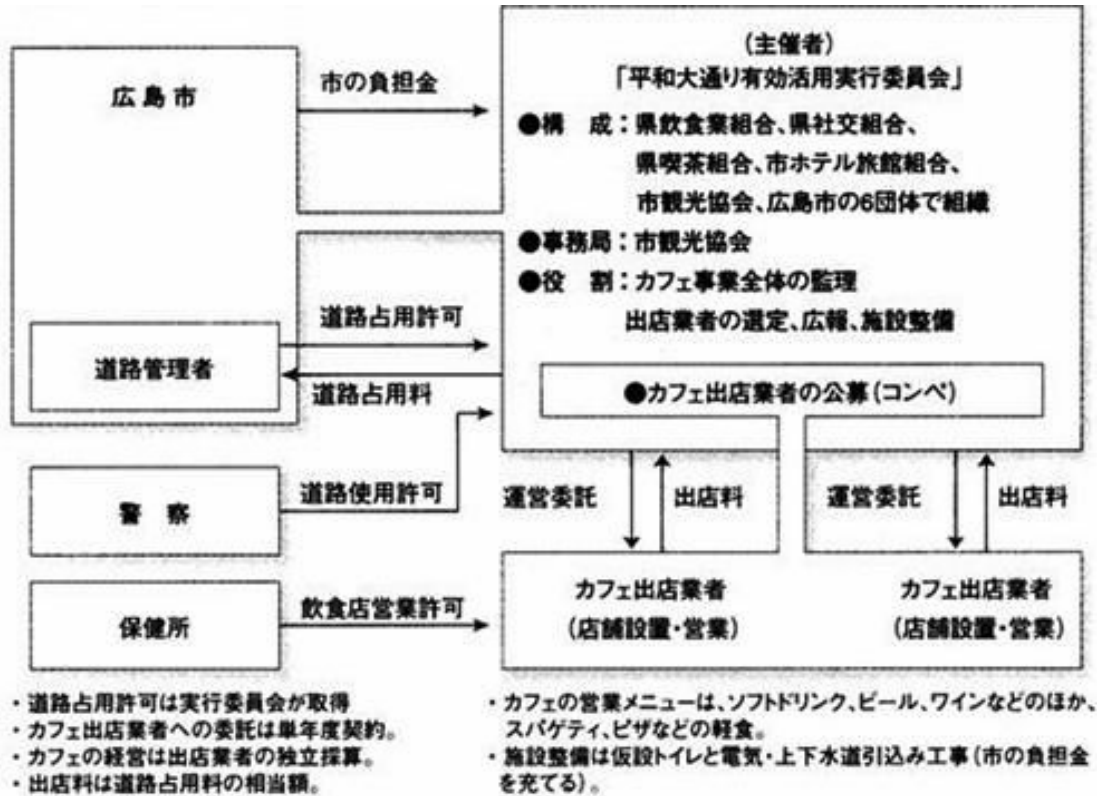 広島市
市の負担金
(主催者)
「平和大通り有効活用実行委員会」
●構 成:県飲食業組合、県社交組合、
県喫茶組合、市ホテル旅館組合、
市観光協会、広島市の6団体で組織
●事務局:市観光協会
●役 割:カフェ事業全体の監理
出店業者の選定、広報、施設整備
道路管理者
道路占用許可
道路占用料
●カフェ出店業者の公募(コンペ)
警 察
道路使用許可
運営委託
出店料
運営委託
出店料
保健所
飲食店営業許可
カフェ出店業者
(店舗設置・営業)
カフェ出店業者
(店舗設置・営業)
・道路占用許可は実行委員会が取得
・カフェ出店業者への委託は単年度契約。
・カフェの経営は出店業者の独立採算。
・出店料は道路占用料の相当額。
・カフェの営業メニューは、ソフトドリンク、ビール、ワインなどのほか、
スパゲティ、ピザなどの軽食。
・施設整備は仮設トイレと電気・上下水道引込み工事(市の負担金
を充てる)。